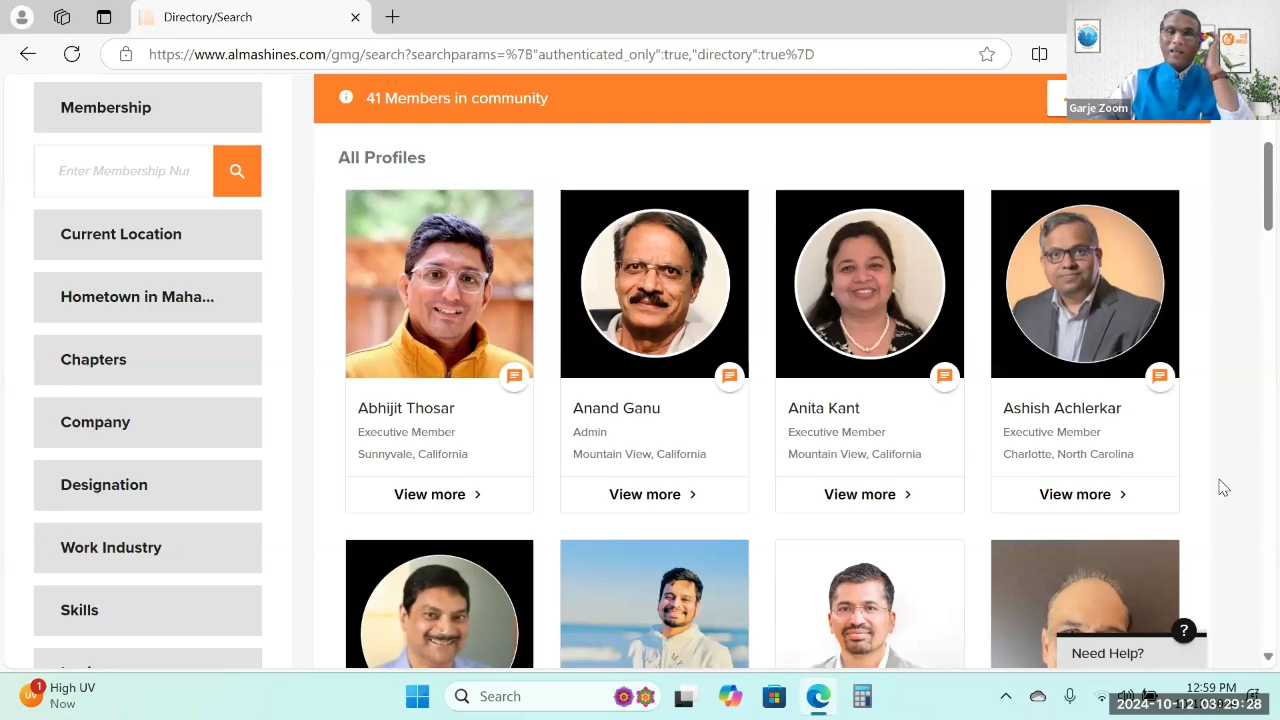 Directory/Search
https://www.almashines.com/gmg/search?searchparams=%7B"authenticated_only":true,"directory":true%7D
Garje Zoom
Membership
Enter Membership Nur
Current Location
Hometown in Maha...
Chapters
Company
Designation
Work Industry
Skills
41 Members in community
All Profiles
Abhijit Thosar
Executive Member
Sunnyvale, California
View more
Anand Ganu
Admin
Mountain View, California
View more
Anita Kant
Executive Member
Mountain View, California
View more
Ashish Achlerkar
Executive Member
Charlotte, North Carolina
View more
?
Need Help?
1
UV
High UV
Now
Search
12:59 PM
2024-10-12 03:29:28